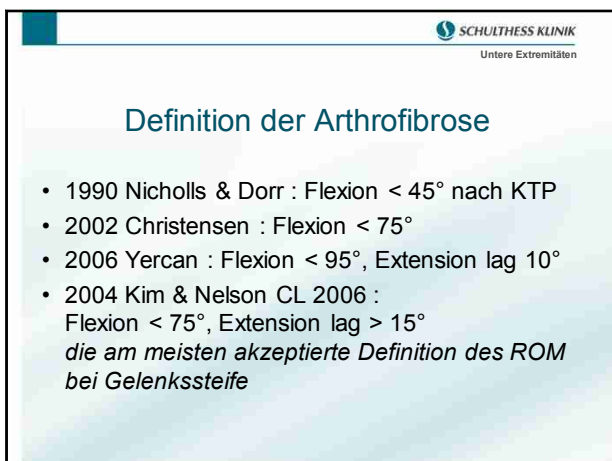 SCHULTHESS KLINIK
Untere Extremitäten
Definition der Arthrofibrose
• 1990 Nicholls & Dorr : Flexion < 45° nach KTP
• 2002 Christensen : Flexion < 75°
• 2006 Yercan : Flexion < 95°, Extension lag 10°
• 2004 Kim & Nelson CL 2006 :
Flexion < 75°, Extension lag > 15°
die am meisten akzeptierte Definition des ROM
bei Gelenkssteife